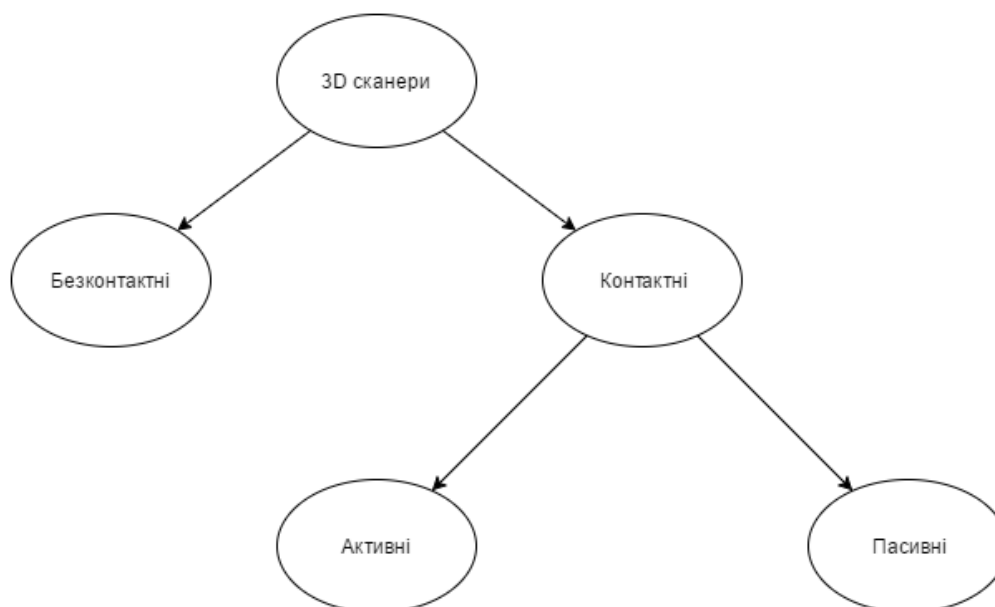 3D сканери
Безконтактні
Контактні
Активні
Пасивні